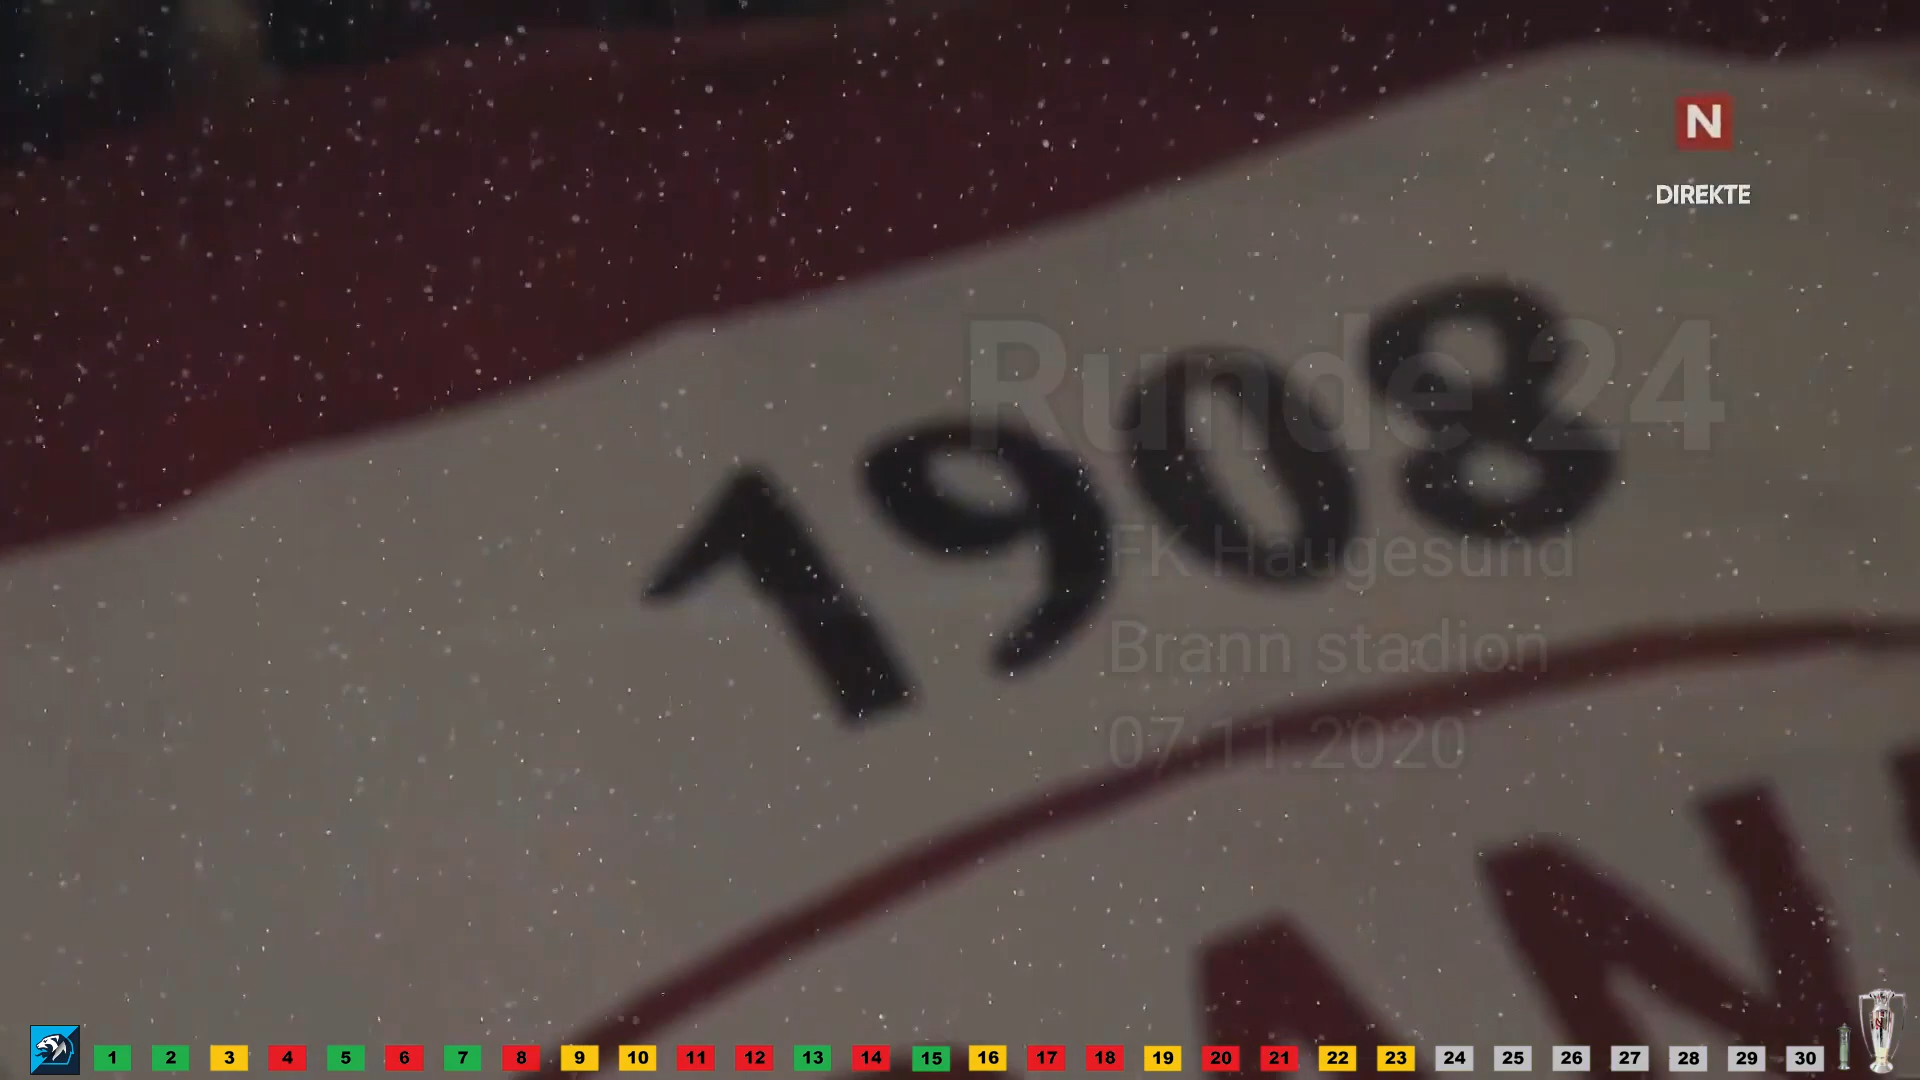 N
DIREKTE
Runde 24
1908
FK Haugesund
Brann stadion
07.11.2020
AN
1 2 3 4 5 6 7 8 9 10 11 12 13 14 15 16 17 18 19 20 21 22 23 24 25 26 27 28 29 30